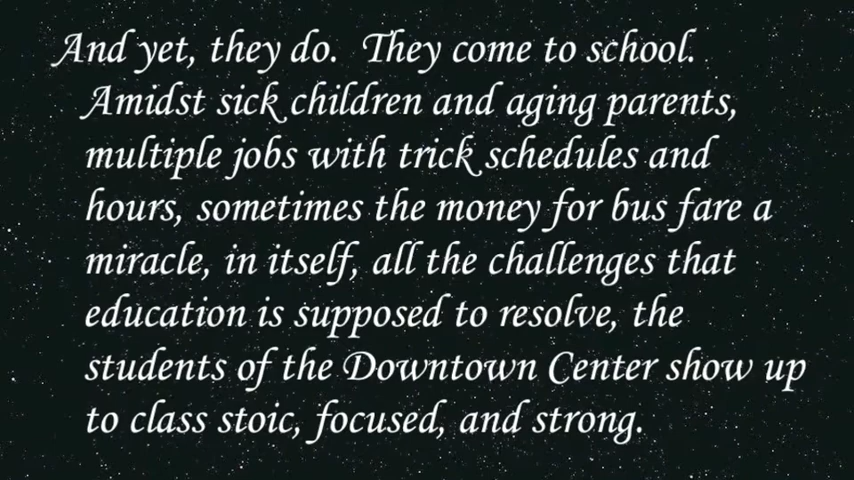 And yet, they do. They come to school.
Amidst sick children and aging parents,
multiple jobs with trick schedules and
hours, sometimes the money for bus fare a
miracle, in itself, all the challenges that
education is supposed to resolve, the
students of the Downtown Center show up
to class stoic, focused, and strong.